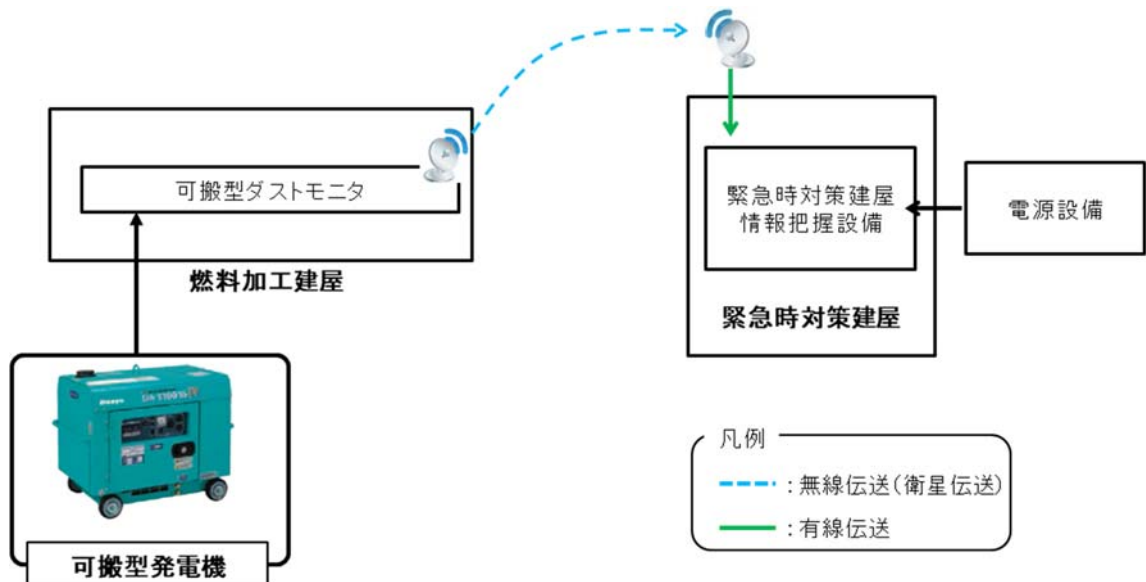 可搬型ダストモニタ
燃料加工建屋
緊急時対策建屋
情報把握設備
電源設備
緊急時対策建屋
可搬型発電機
凡例
:無線伝送(衛星伝送)
:有線伝送